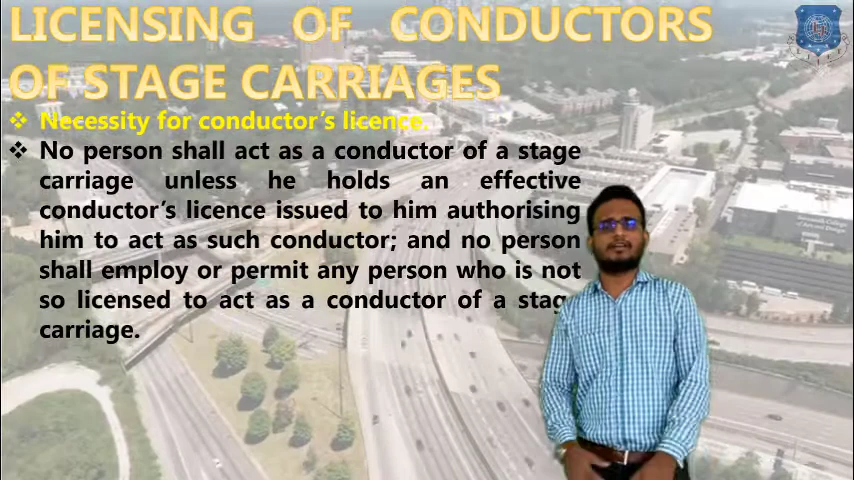 LICENSING OF CONDUCTORS
OF STAGE CARRIAGES
❖ Necessity for conductor's licence.
❖ No person shall act as a conductor of a stage
carriage unless he holds an effective
conductor's licence issued to him authorising
him to act as such conductor; and no person
shall employ or permit any person who is not
so licensed to act as a conductor of a stage
carriage.